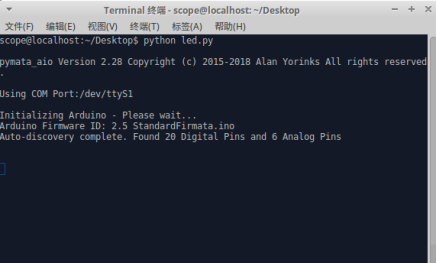 Terminal 终端 - scope@localhost: ~/Desktop
文件(F) 编辑(E) 视图(V) 终端(T) 标签(A) 帮助(H)
scope@localhost:~/Desktop$ python led.py
pymata_aio Version 2.28 Copyright (c) 2015-2018 Alan Yorinks All rights reserved
.
Using COM Port:/dev/ttyS1
Initializing Arduino - Please wait...
Arduino Firmware ID: 2.5 StandardFirmata.ino
Auto-discovery complete. Found 20 Digital Pins and 6 Analog Pins